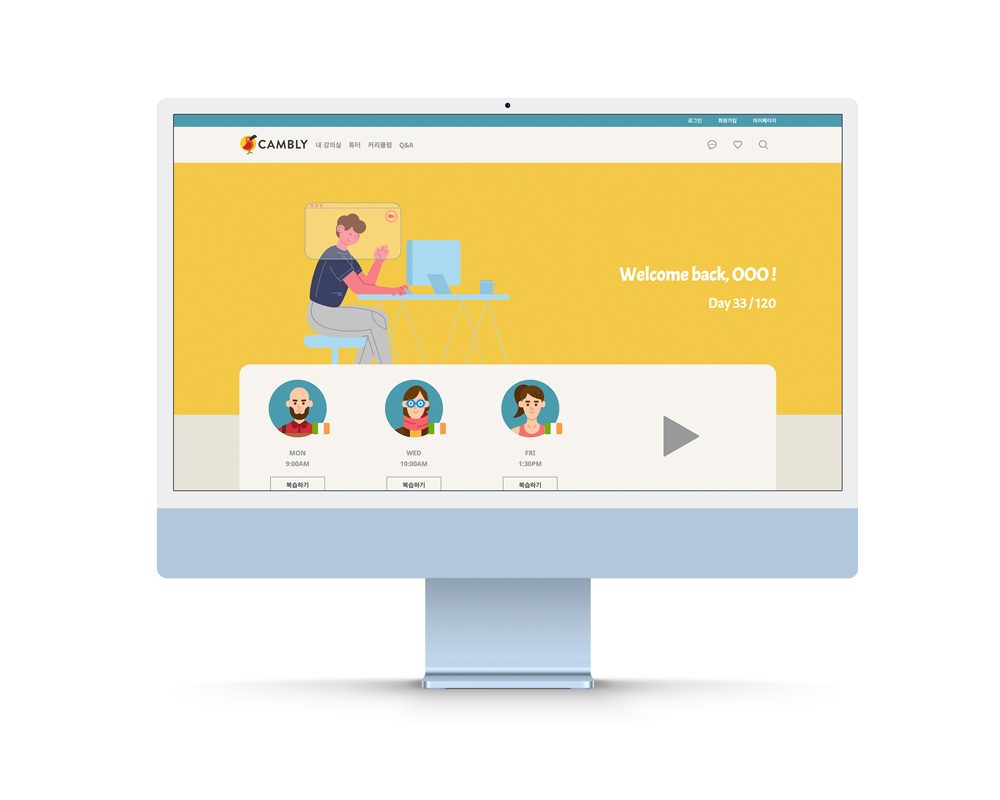 로그인 회원가입 마이페이지
CAMBLY 내 강의실 튜터 커리큘럼 Q&A
Welcome back, OOO !
Day 33 / 120
MON WED FRI
9:00AM 10:00AM 1:30PM
복습하기 복습하기 복습하기